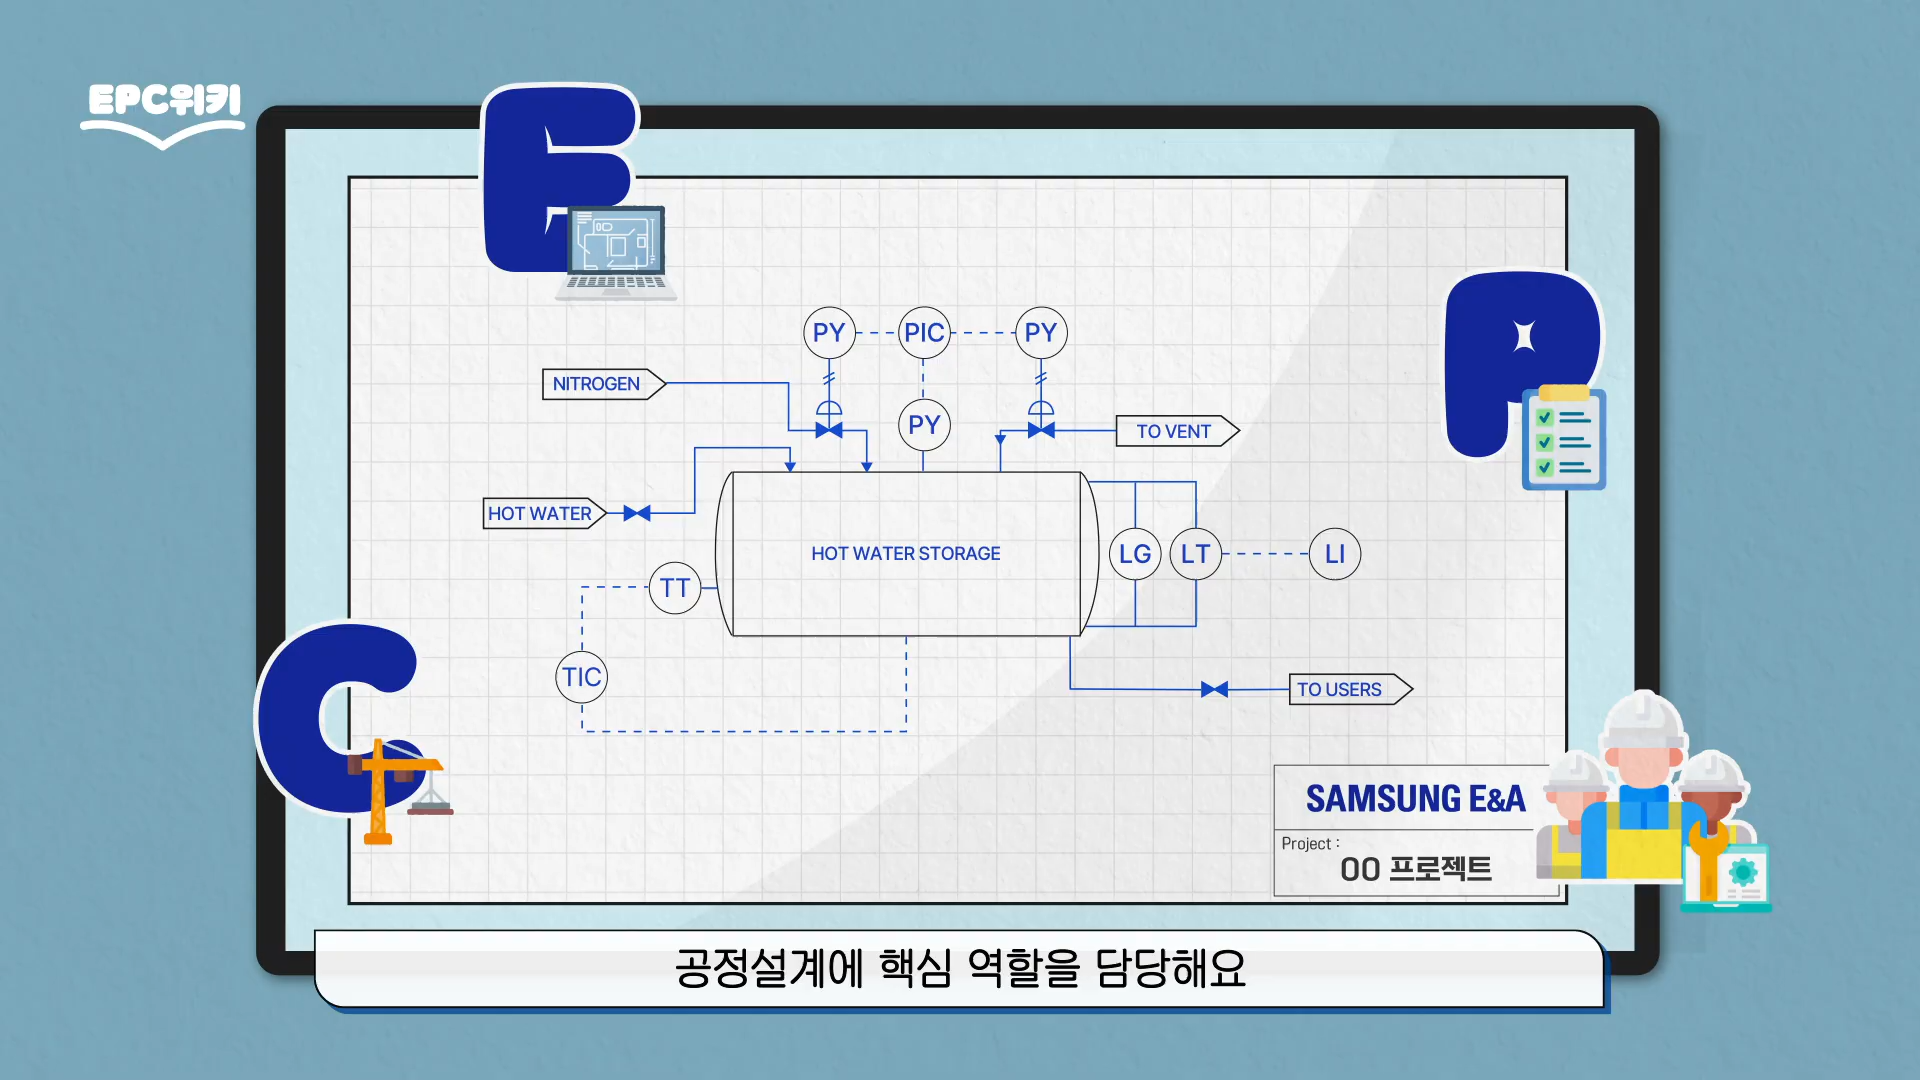 EPC위키
E
P
C
PY
PIC
PY
NITROGEN
PY
TO VENT
HOT WATER
HOT WATER STORAGE
LG
LT
LI
TT
TIC
TO USERS
SAMSUNG E&A
Project :
OO 프로젝트
공정설계에 핵심 역할을 담당해요